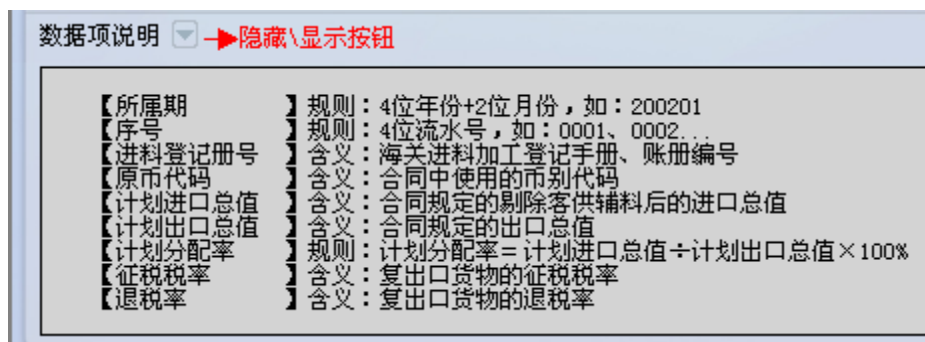 数据项说明 隐藏\显示按钮
【所属期 】规则：4位年份+2位月份，如：200201
【序号 】规则：4位流水号，如：0001、0002...
【进料登记册号 】含义：海关进料加工登记手册、账册编号
【原币代码 】含义：合同中使用的币别代码
【计划进口总值 】含义：合同规定的剔除客供辅料后的进口总值
【计划出口总值 】含义：合同规定的出口总值
【计划分配率 】规则：计划分配率=计划进口总值÷计划出口总值×100%
【征税税率 】含义：复出口货物的征税税率
【退税率 】含义：复出口货物的退税率